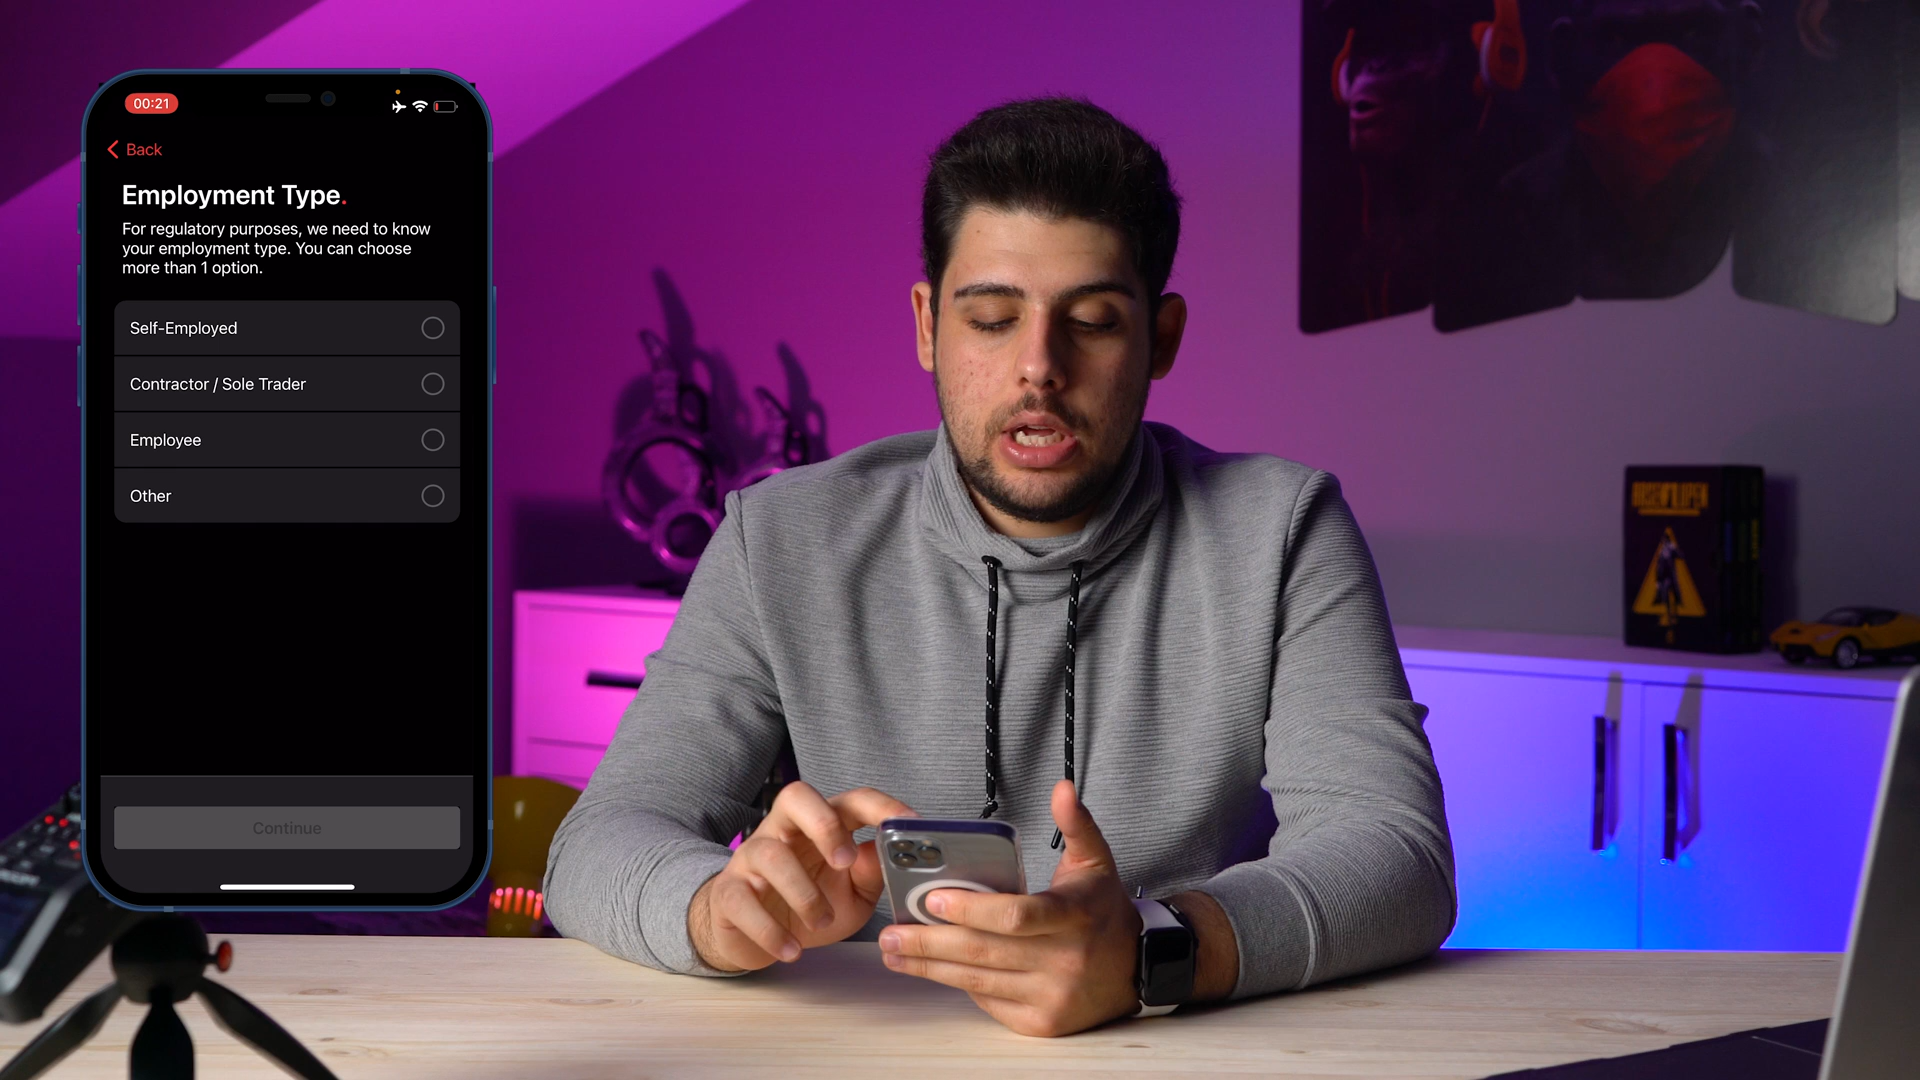 00:21
Back
Employment Type.
For regulatory purposes, we need to know
your employment type. You can choose
more than 1 option.
Self-Employed
Contractor / Sole Trader
Employee
Other
Continue